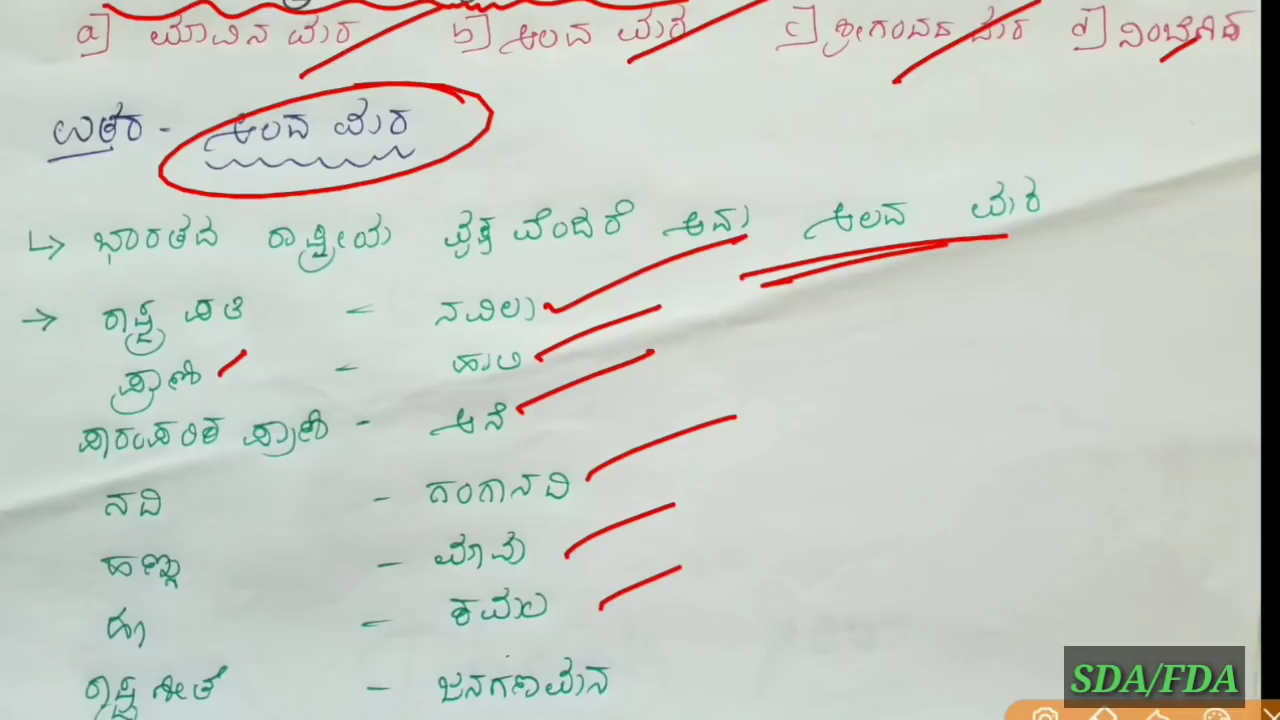 a] ಮಾವಿನ ಮರ b] ಆಲದ ಮರ c] ಶ್ರೀಗಂಧದ ಮರ d] ನಿಂಬೆಗಿಡ
ಉತ್ತರ - ಆಲದ ಮರ
↳ ಭಾರತದ ರಾಷ್ಟ್ರೀಯ ವೃಕ್ಷ ವೆಂದರೆ ಅದು ಆಲದ ಮರ
→ ರಾಷ್ಟ್ರ ಪಕ್ಷಿ - ನವಿಲು
ಪ್ರಾಣಿ - ಹುಲಿ
ಪಾರಂಪರಿಕ ಪ್ರಾಣಿ - ಆನೆ
ನದಿ - ಗಂಗಾನದಿ
ಹಣ್ಣು - ಮಾವು
ಹೂ - ಕಮಲ
ರಾಷ್ಟ್ರ ಗೀತೆ - ಜನಗಣಮನ
SDA/FDA